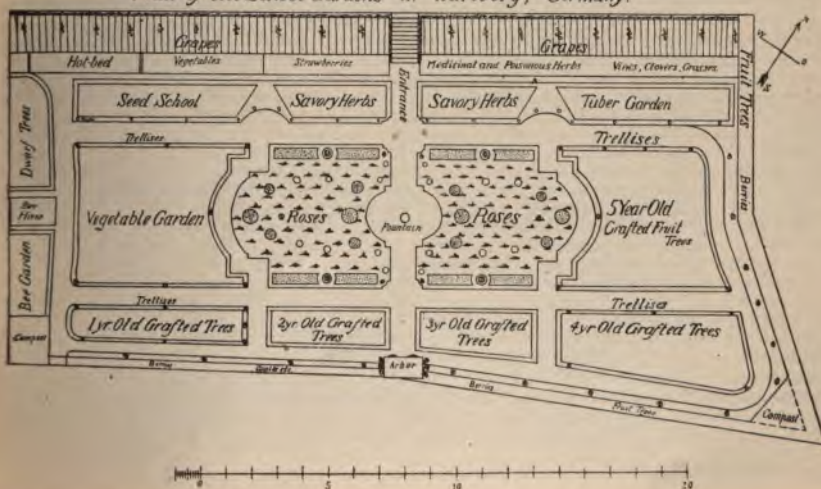 Grapes
Grapes
Hot-bed
Vegetables
Strawberries
Entrance
Medicinal and Poisonous Herbs
Vines, Clovers, Grasses
Fruit Trees
Seed School
Savory Herbs
Savory Herbs
Tuber Garden
Dwarf Trees
Trellises
Trellises
Berries
Bee
Hives
Vegetable Garden
Roses
Fountain
Roses
5 Year Old
Grafted Fruit
Trees
Bee Garden
Trellises
Trellises
1 yr. Old Grafted Trees
2 yr. Old Grafted
Trees
3 yr. Old Grafted
Trees
4 yr. Old Grafted Trees
Compost
Berries
Arbor
Berries
Fruit Trees
Compost
0 5 10 20